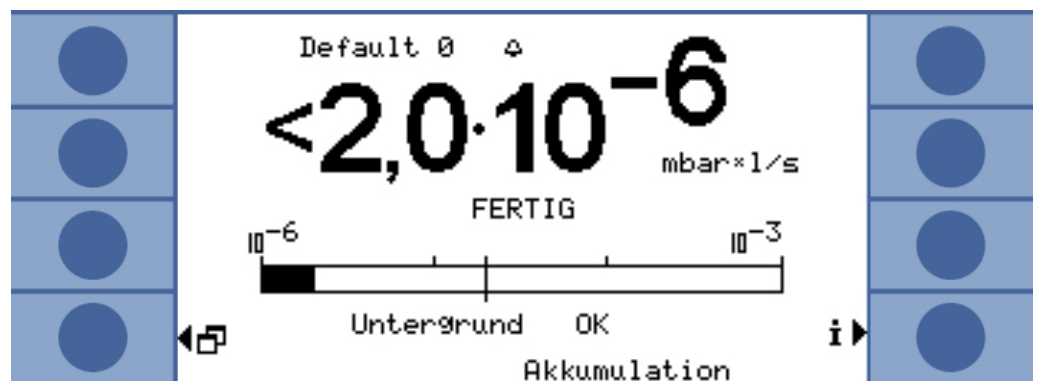 Default 0
<2,0·10⁻⁶
mbar×l/s
FERTIG
10⁻⁶ 10⁻³
Untergrund OK
i
Akkumulation